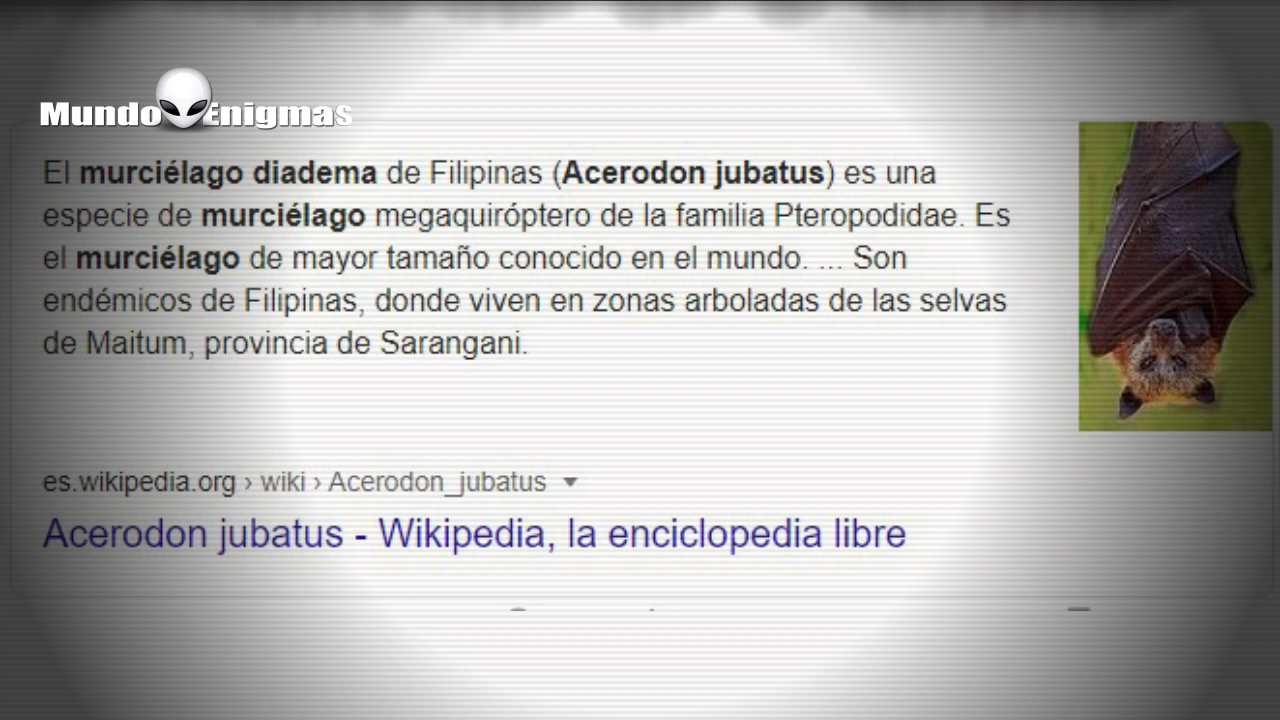 Mundo Enigmas
El murciélago diadema de Filipinas (Acerodon jubatus) es una
especie de murciélago megaquiróptero de la familia Pteropodidae. Es
el murciélago de mayor tamaño conocido en el mundo. ... Son
endémicos de Filipinas, donde viven en zonas arboladas de las selvas
de Maitum, provincia de Sarangani.
es.wikipedia.org › wiki › Acerodon_jubatus
Acerodon jubatus - Wikipedia, la enciclopedia libre